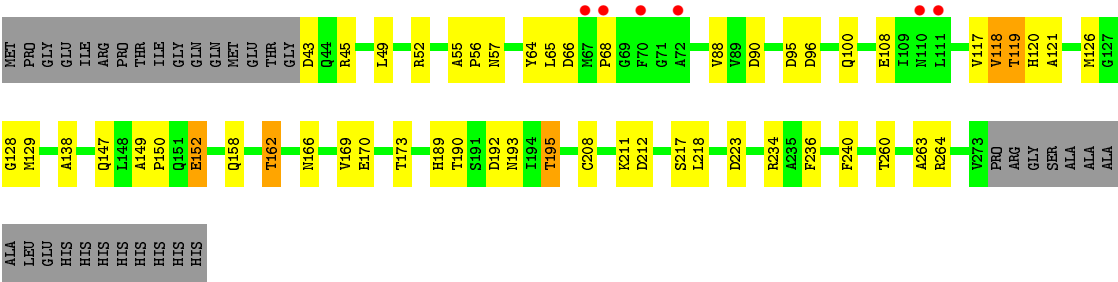 MET PRO GLY GLU ILE ARG PRO THR ILE GLY GLN GLN MET GLU THR GLY D43 Q44 R45 L49 R52 A55 P56 N57 Y64 L65 D66 M67 P68 G69 F70 G71 A72 V88 V89 D90 D95 D96 Q100 E108 I109 N110 L111 V117 V118 T119 H120 A121 M126 G127
G128 M129 A138 Q147 L148 A149 P150 Q151 E152 Q158 T162 N166 V169 E170 T173 H189 T190 S191 D192 N193 I194 T195 C208 K211 D212 S217 L218 D223 R234 A235 F236 F240 T260 A263 R264 V273 PRO ARG GLY SER ALA ALA ALA
ALA LEU GLU HIS HIS HIS HIS HIS HIS HIS